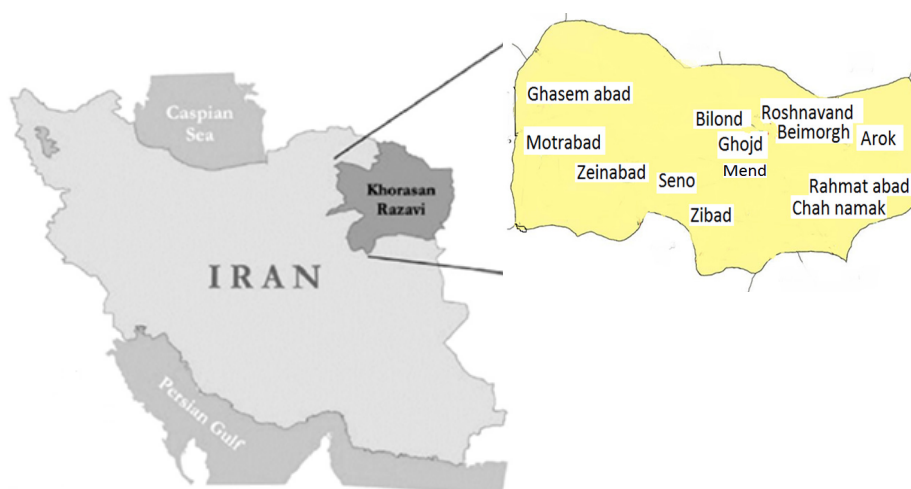 Caspian
Sea
Khorasan
Razavi
IRAN
Persian Gulf
Ghasem abad
Motrabad
Zeinabad
Seno
Zibad
Bilond
Ghojd
Mend
Roshnavand
Beimorgh
Arok
Rahmat abad
Chah namak